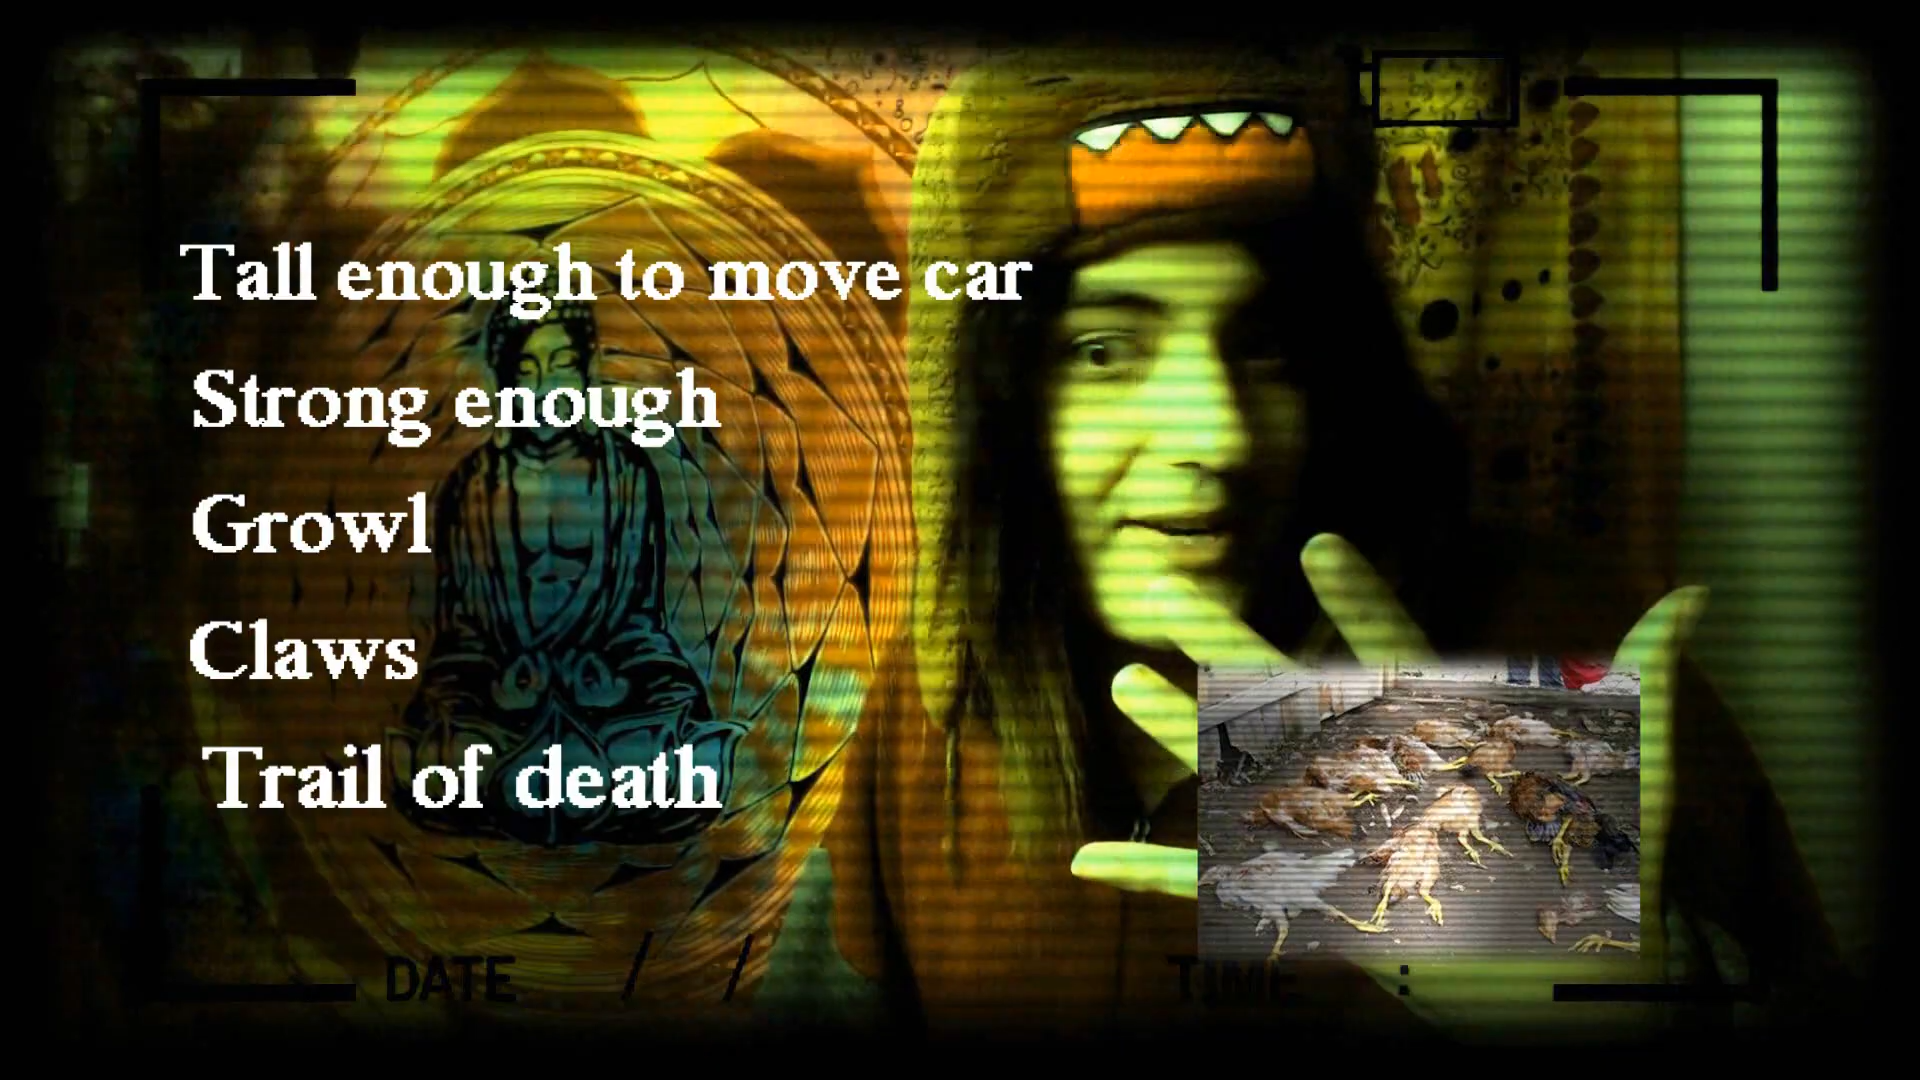 Tall enough to move car
Strong enough
Growl
Claws
Trail of death
DATE / / TIME :